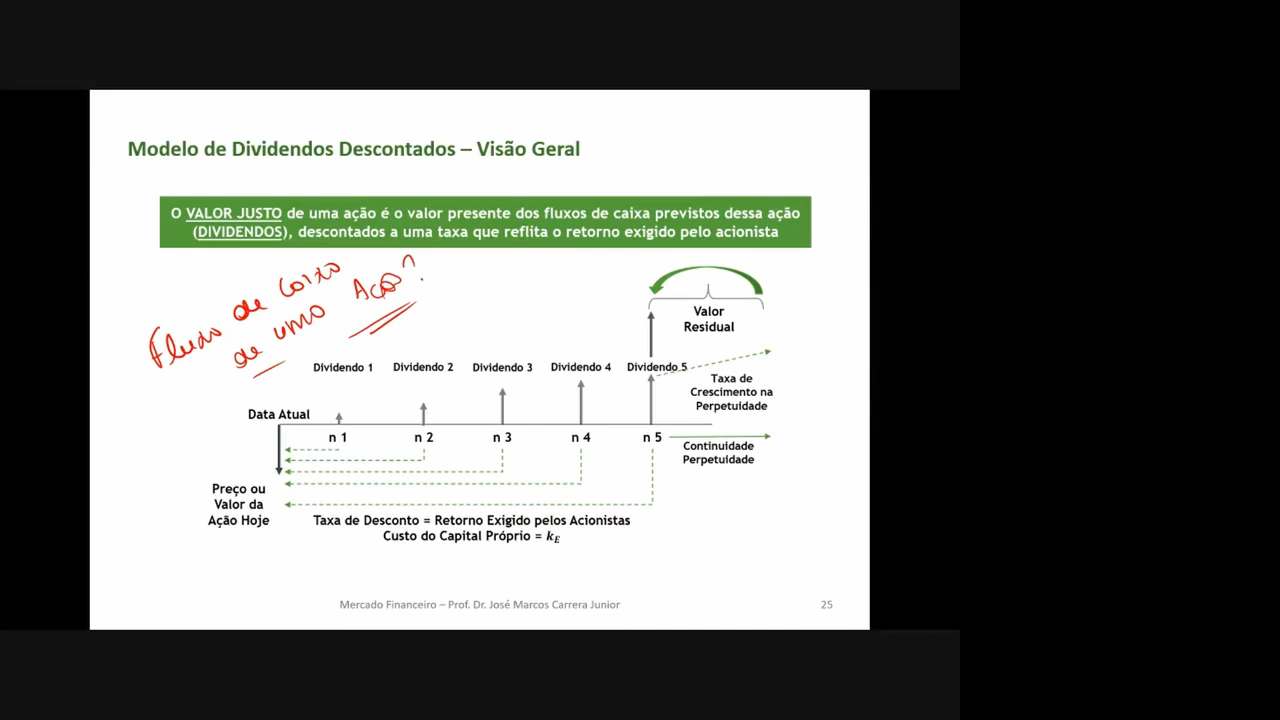 Modelo de Dividendos Descontados – Visão Geral
O VALOR JUSTO de uma ação é o valor presente dos fluxos de caixa previstos dessa ação
(DIVIDENDOS), descontados a uma taxa que reflita o retorno exigido pelo acionista
Fluxo de caixa
de uma Ação?
Valor
Residual
Dividendo 1
Dividendo 2
Dividendo 3
Dividendo 4
Dividendo 5
Taxa de
Crescimento na
Perpetuidade
Data Atual
n 1
n 2
n 3
n 4
n 5
Continuidade
Perpetuidade
Preço ou
Valor da
Ação Hoje
Taxa de Desconto = Retorno Exigido pelos Acionistas
Custo do Capital Próprio = kE
Mercado Financeiro – Prof. Dr. José Marcos Carrera Junior
25